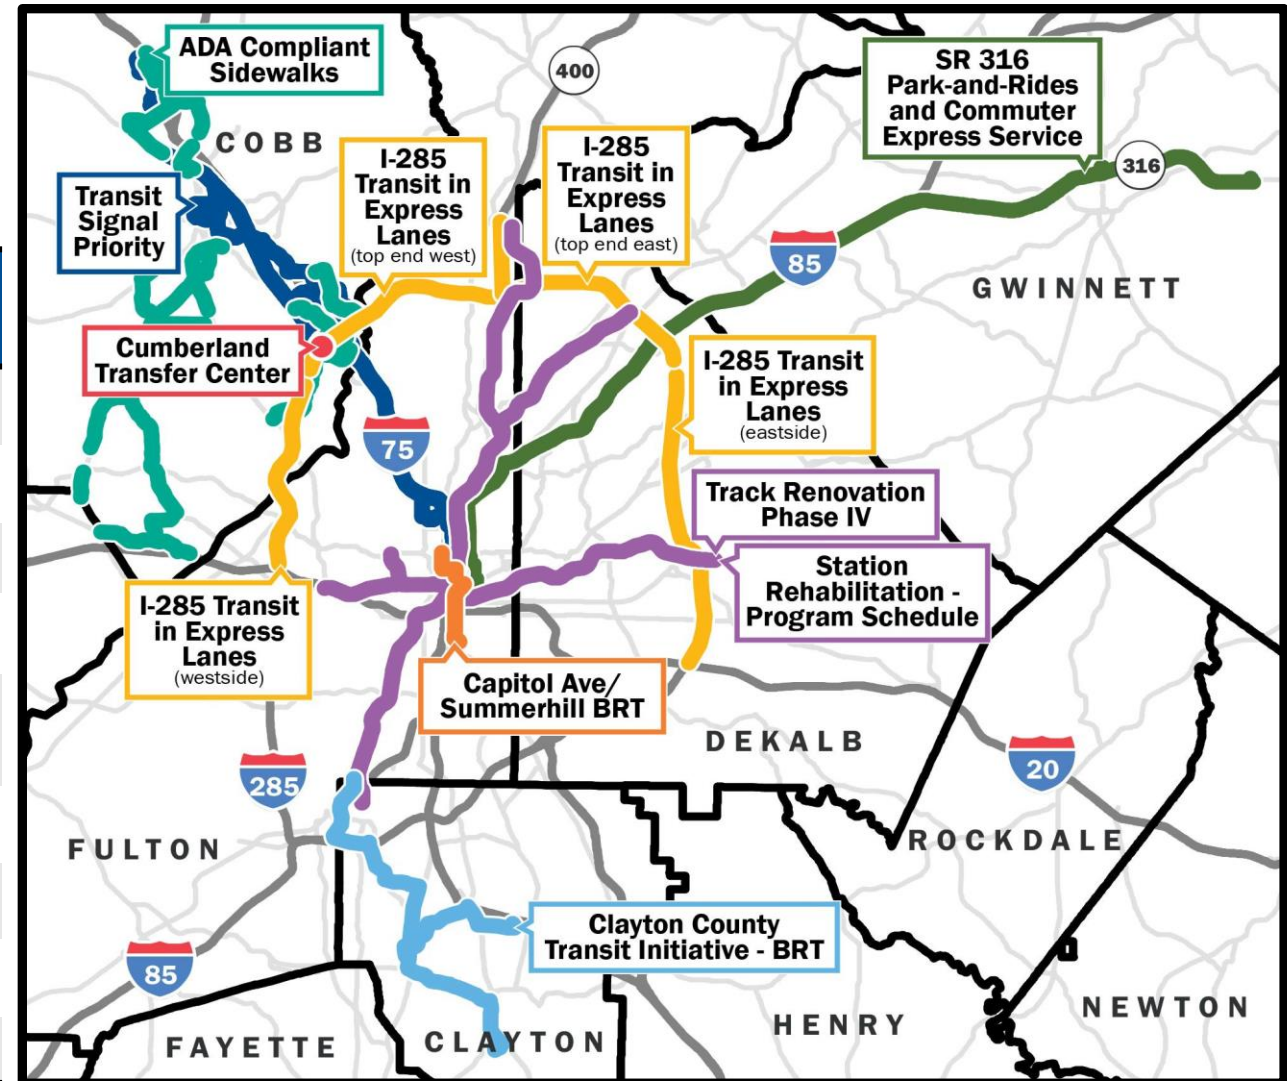 ADA Compliant
Sidewalks
400
SR 316
Park-and-Rides
and Commuter
Express Service
COBB
I-285
Transit in
Express
Lanes
(top end west)
I-285
Transit in
Express
Lanes
(top end east)
316
Transit
Signal
Priority
85
GWINNETT
Cumberland
Transfer Center
I-285 Transit
in Express
Lanes
(eastside)
75
Track Renovation
Phase IV
Station
Rehabilitation -
Program Schedule
I-285 Transit
in Express
Lanes
(westside)
Capitol Ave/
Summerhill BRT
DEKALB
285
20
FULTON
ROCKDALE
Clayton County
Transit Initiative - BRT
85
NEWTON
HENRY
FAYETTE
CLAYTON